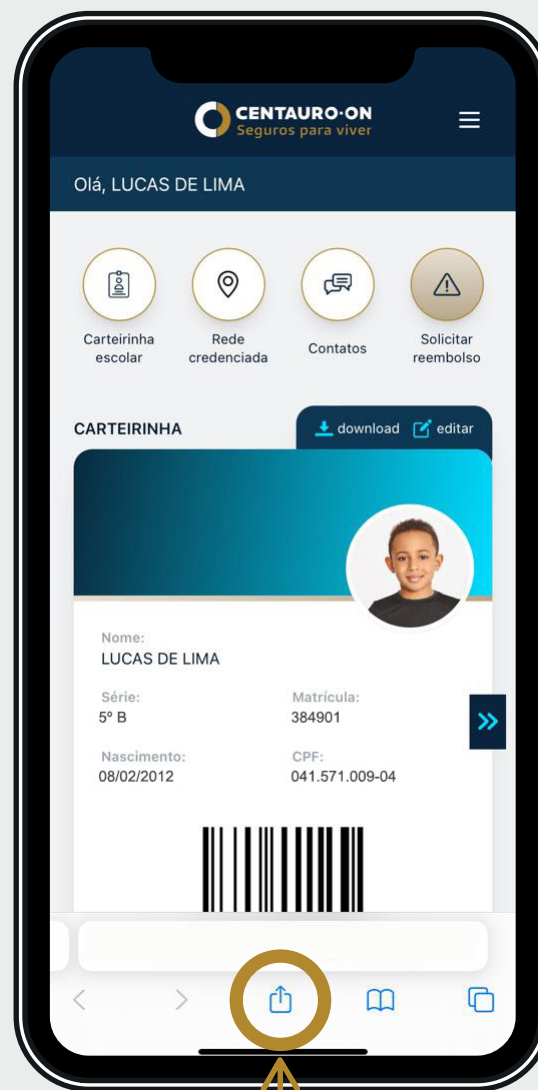 CENTAURO·ON
Seguros para viver
Olá, LUCAS DE LIMA
Carteirinha escolar
Rede credenciada
Contatos
Solicitar reembolso
CARTEIRINHA
download
editar
Nome:
LUCAS DE LIMA
Série:
Matrícula:
5º B
384901
Nascimento:
CPF:
08/02/2012
041.571.009-04